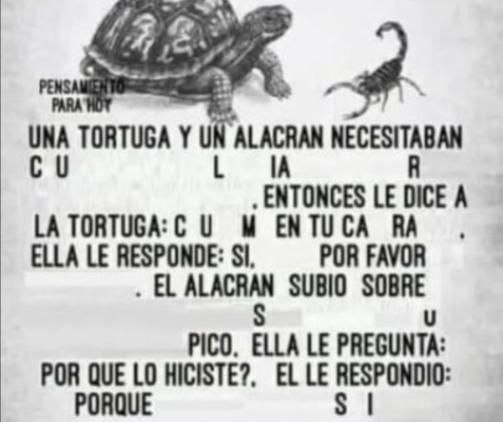 PENSAMIENTO
PARA HOY
UNA TORTUGA Y UN ALACRAN NECESITABAN
C U L IA R
. ENTONCES LE DICE A
LA TORTUGA: C U M EN TU CA RA .
ELLA LE RESPONDE: SI. POR FAVOR
. EL ALACRAN SUBIO SOBRE
S U
PICO. ELLA LE PREGUNTA:
POR QUE LO HICISTE?. EL LE RESPONDIO:
PORQUE S I